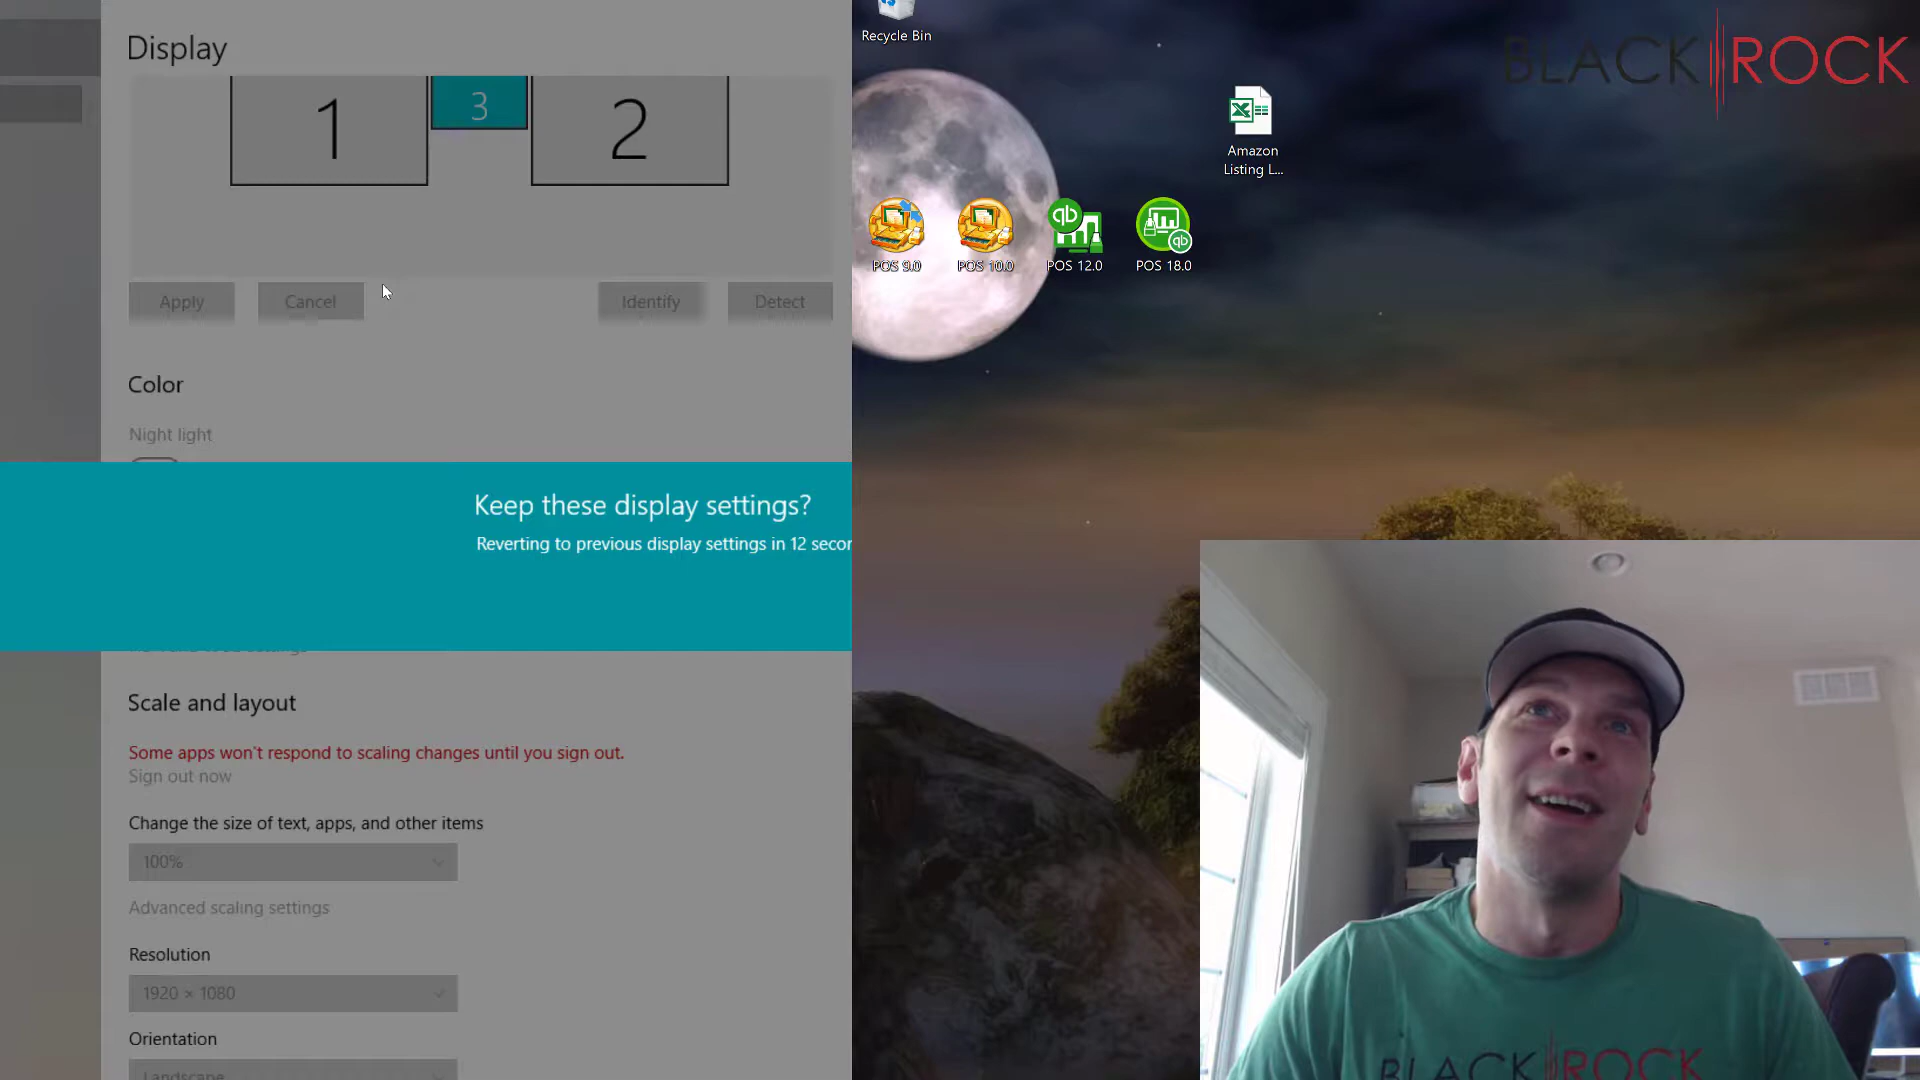 Display
1
3
2
Apply
Cancel
Identify
Detect
Color
Night light
Keep these display settings?
Reverting to previous display settings in 12
Scale and layout
Some apps won't respond to scaling changes until you sign out.
Sign out now
Change the size of text, apps, and other items
100%
Advanced scaling settings
Resolution
1920 × 1080
Orientation
Landscape
Recycle Bin
Amazon
Listing L...
POS 9.0
POS 10.0
POS 12.0
POS 18.0
qb
qb
BLACK ROCK
BLACK ROCK